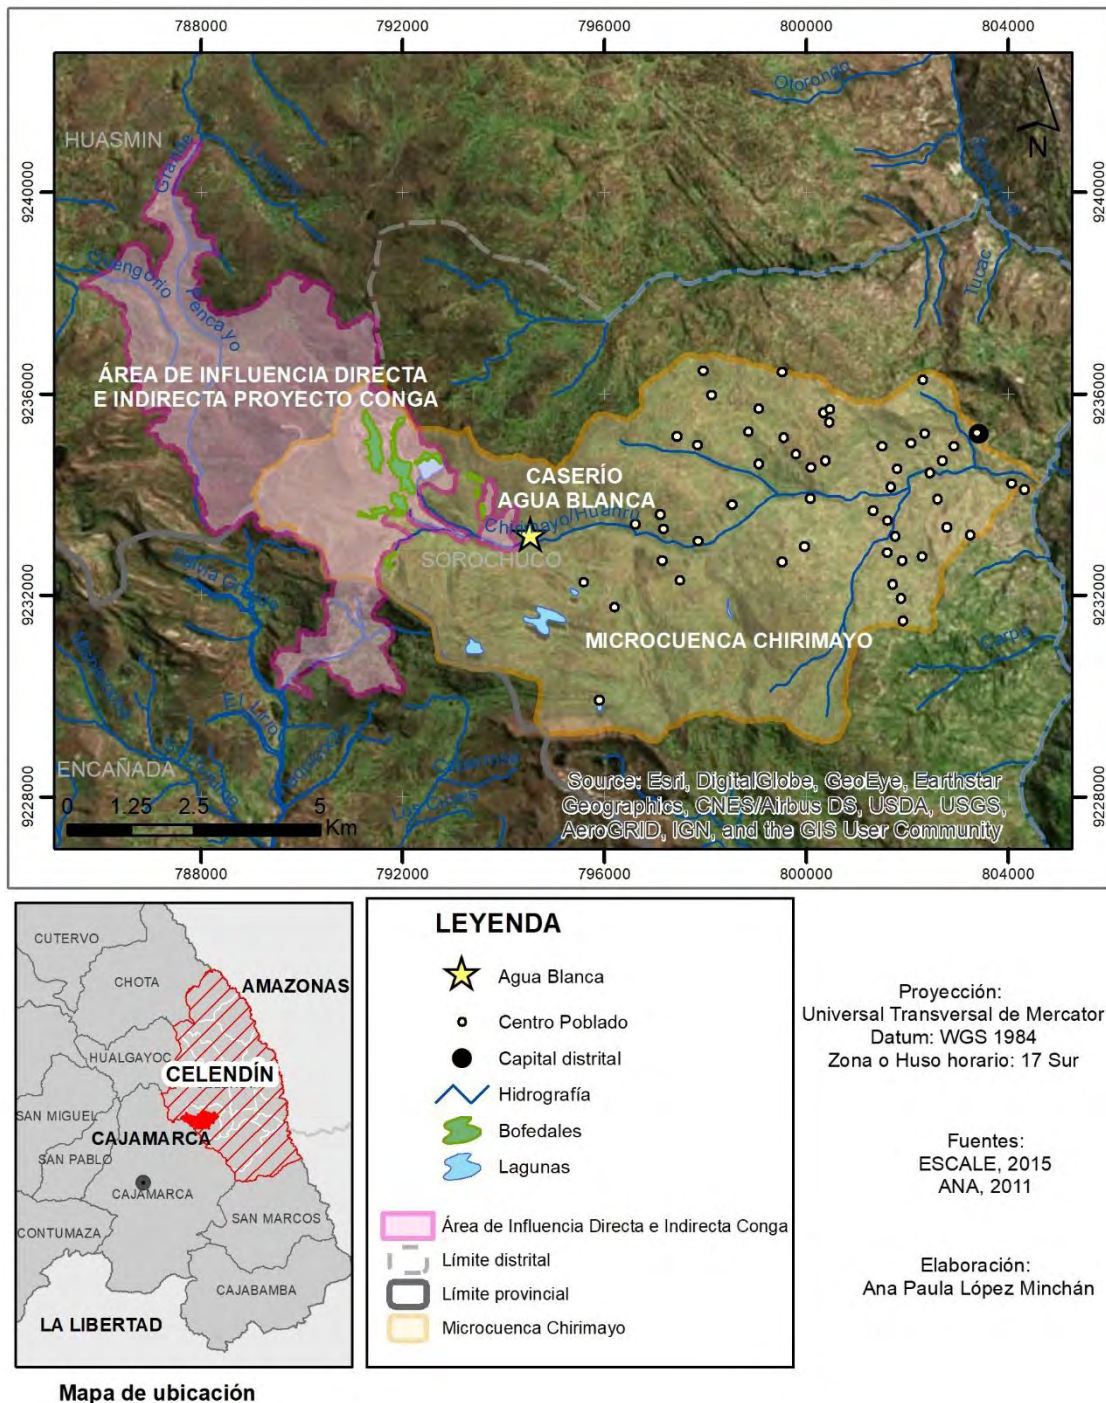 788000 792000 796000 800000 804000
Otorongo
HUASMIN
Grande
9240000
9240000
Quengorio
Pencayo
Tucac
ÁREA DE INFLUENCIA DIRECTA
E INDIRECTA PROYECTO CONGA
9236000
9236000
CASERÍO
AGUA BLANCA
Chirimayo/Huahru
SOROCHUCO
N
9232000
9232000
MICROCUENCA CHIRIMAYO
Carpa
El Lirio
ENCAÑADA
9228000
9228000
0 1.25 2.5 5
Km
Source: Esri, DigitalGlobe, GeoEye, Earthstar
Geographics, CNES/Airbus DS, USDA, USGS,
AeroGRID, IGN, and the GIS User Community
788000 792000 796000 800000 804000
CUTERVO
CHOTA
AMAZONAS
HUALGAYOC
CELENDÍN
SAN MIGUEL
CAJAMARCA
SAN PABLO
CAJAMARCA
SAN MARCOS
CONTUMAZA
CAJABAMBA
LA LIBERTAD
Mapa de ubicación
LEYENDA
Agua Blanca
Centro Poblado
Capital distrital
Hidrografía
Bofedales
Lagunas
Área de Influencia Directa e Indirecta Conga
Límite distrital
Límite provincial
Microcuenca Chirimayo
Proyección:
Universal Transversal de Mercator
Datum: WGS 1984
Zona o Huso horario: 17 Sur
Fuentes:
ESCALE, 2015
ANA, 2011
Elaboración:
Ana Paula López Minchán